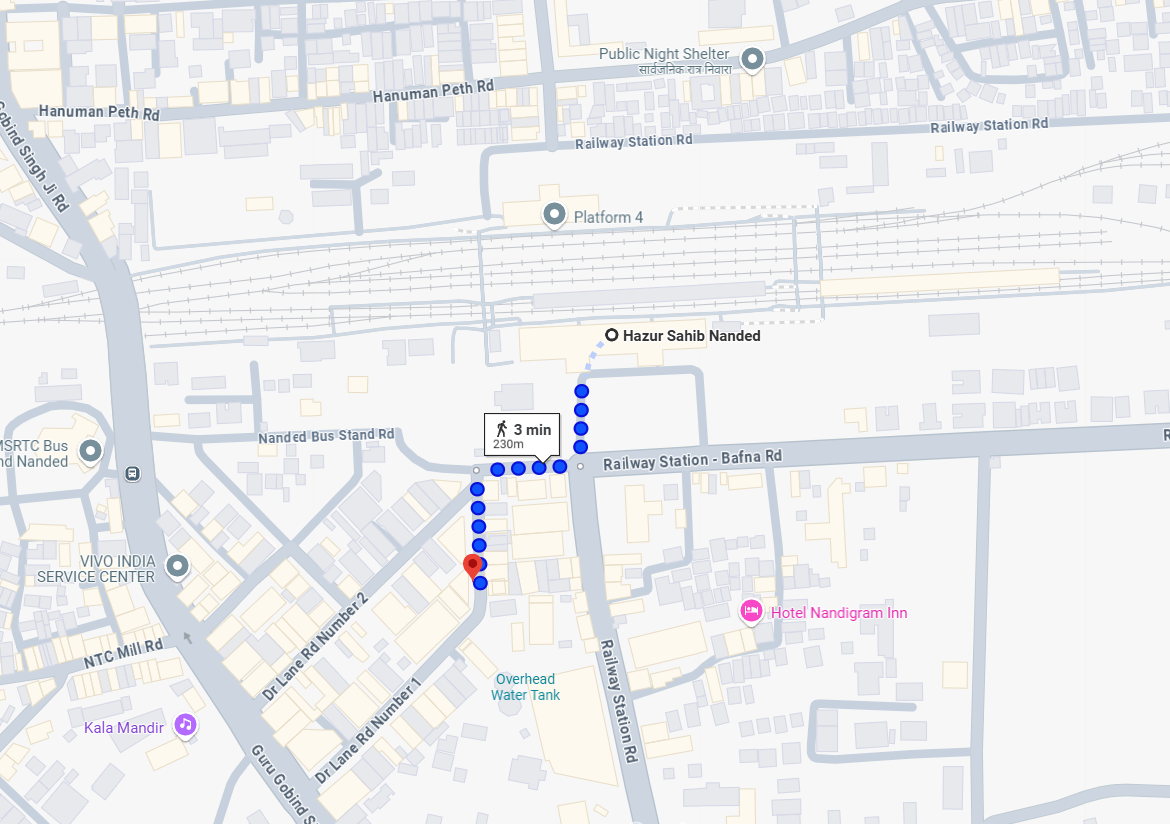 Public Night Shelter
सार्वजनिक रात्र निवारा
Hanuman Peth Rd
Hanuman Peth Rd
Railway Station Rd
Railway Station Rd
Gobind Singh Ji Rd
Platform 4
Hazur Sahib Nanded
3 min
230m
Nanded Bus Stand Rd
MSRTC Bus
nd Nanded
Railway Station - Bafna Rd
R
VIVO INDIA
SERVICE CENTER
Hotel Nandigram Inn
Dr Lane Rd Number 2
NTC Mill Rd
Railway Station Rd
Overhead
Water Tank
Dr Lane Rd Number 1
Kala Mandir
Guru Gobind S